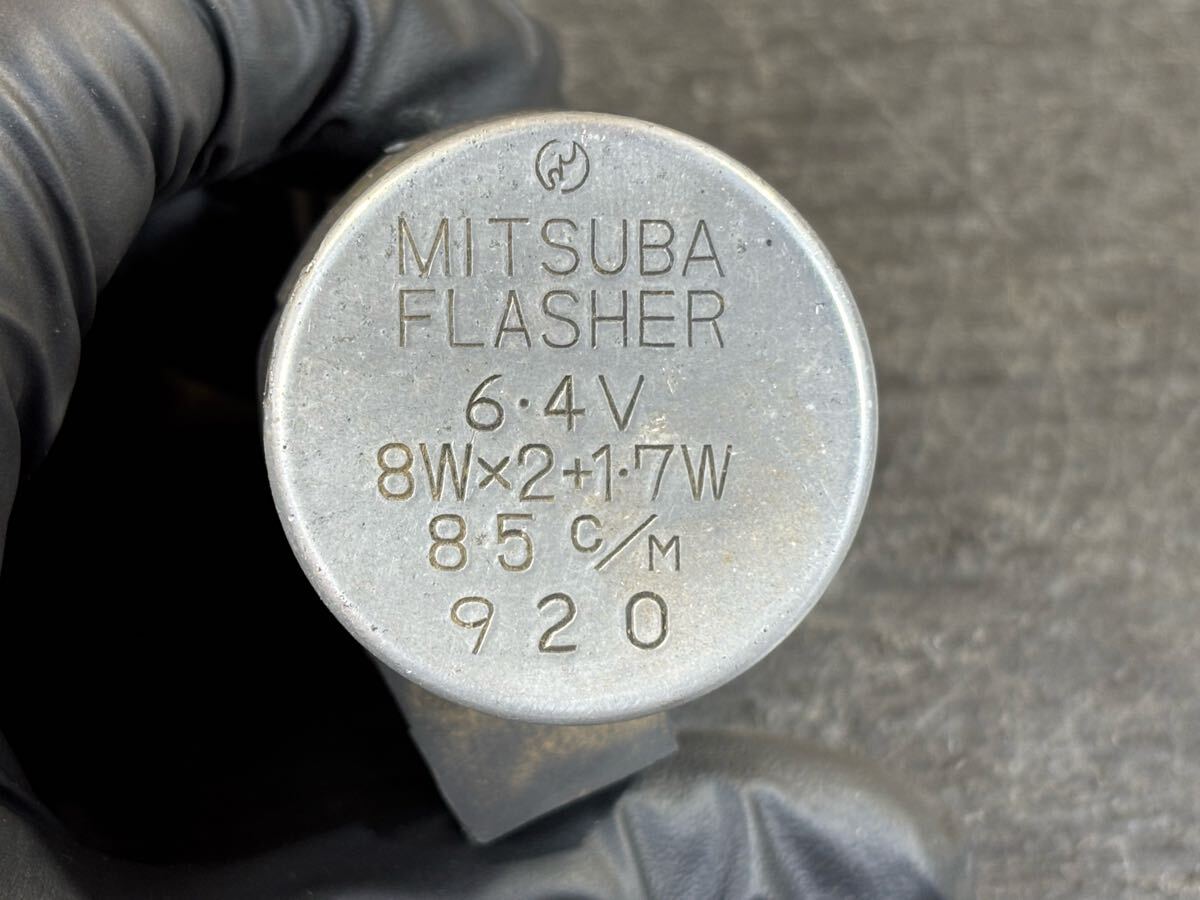 MITSUBA
FLASHER
6.4V
8W×2+1.7W
85 C/M
920